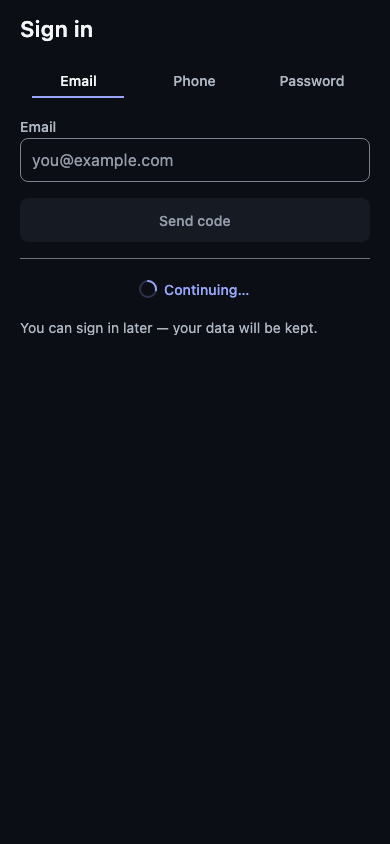 Sign in
Email Phone Password
Email
you@example.com
Send code
Continuing...
You can sign in later — your data will be kept.